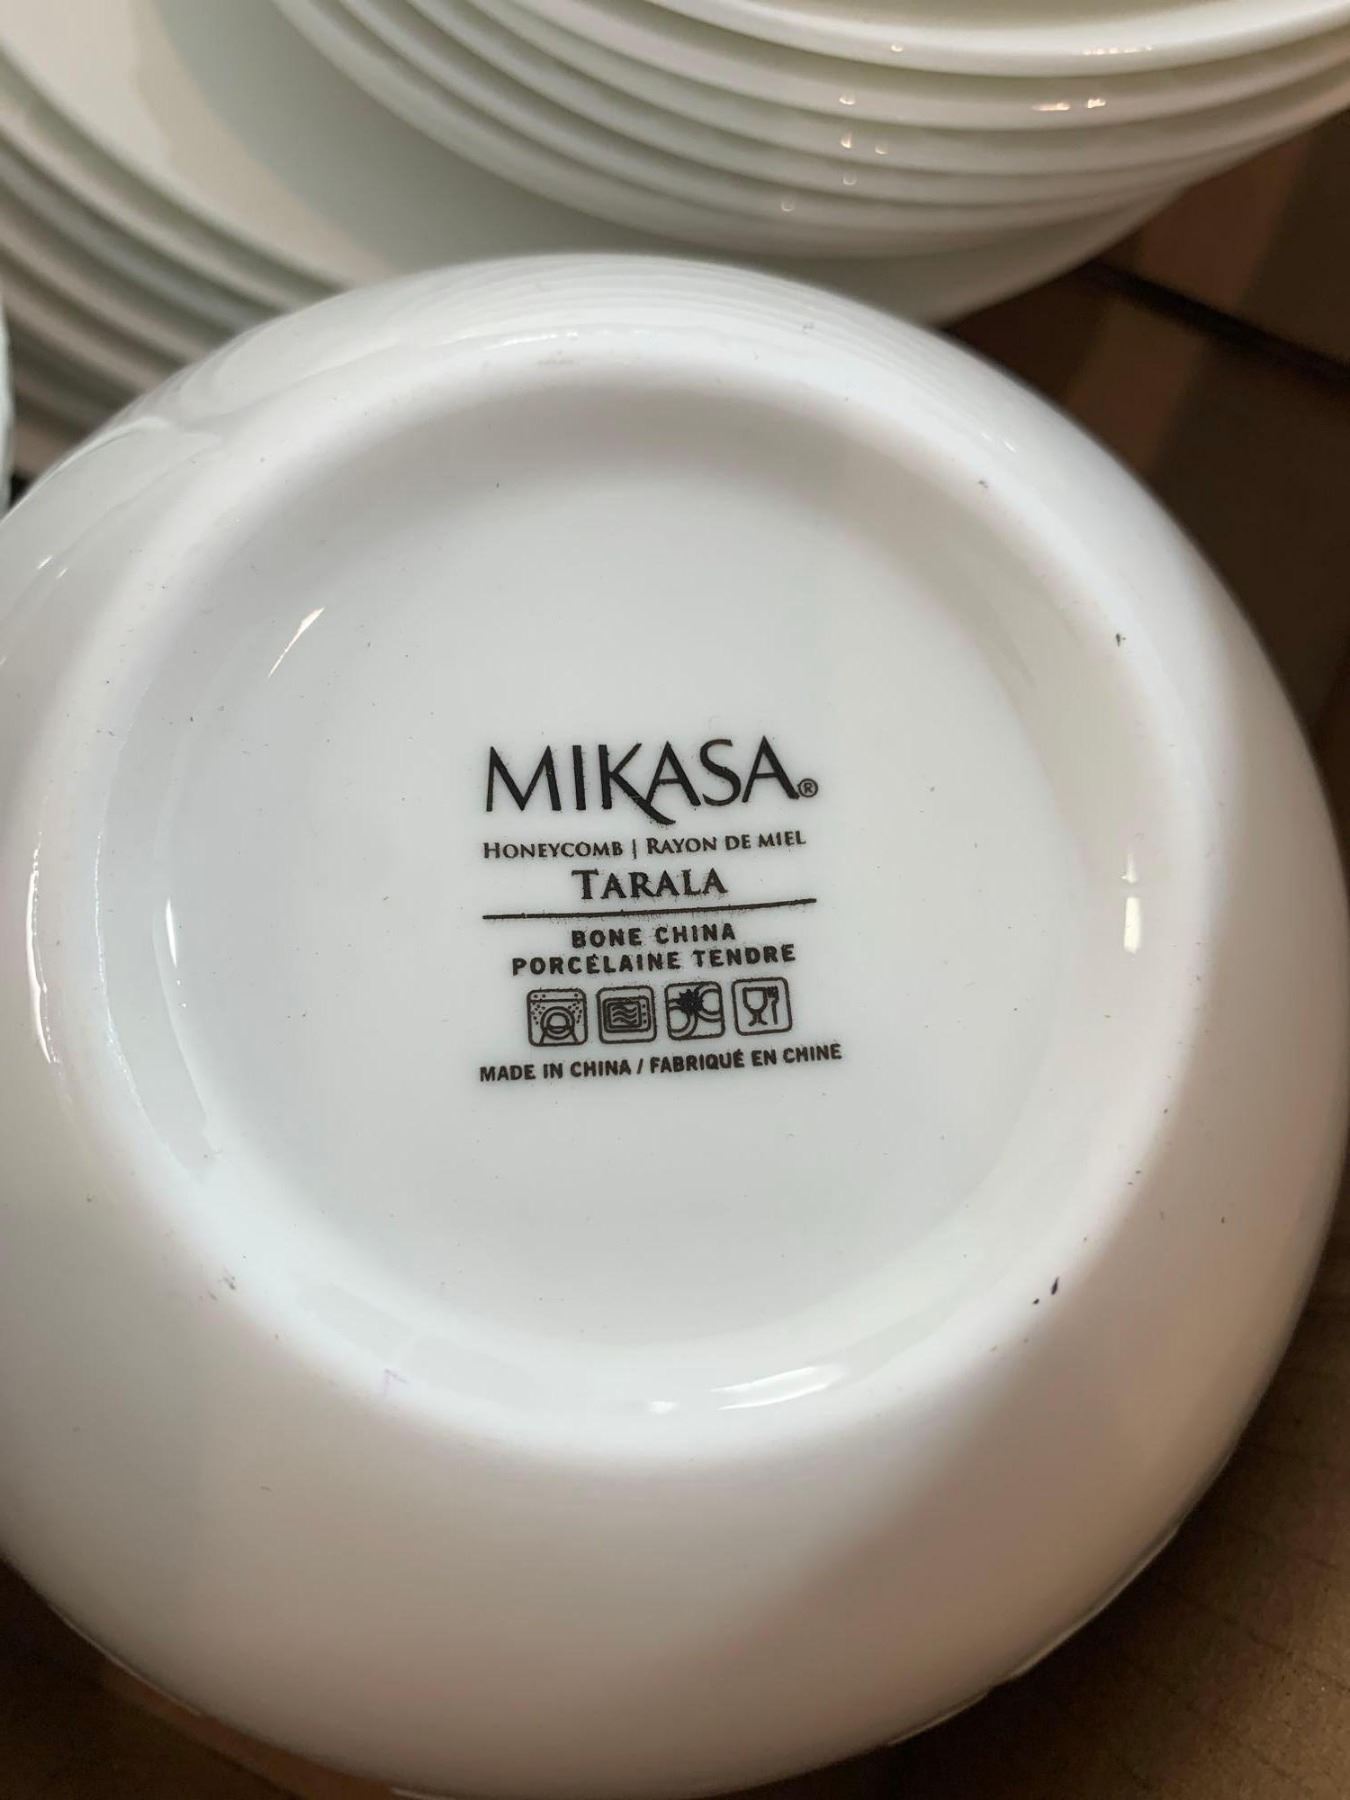 MIKASA®
HONEYCOMB | RAYON DE MIEL
TARALA
BONE CHINA
PORCELAINE TENDRE
MADE IN CHINA / FABRIQUÉ EN CHINE